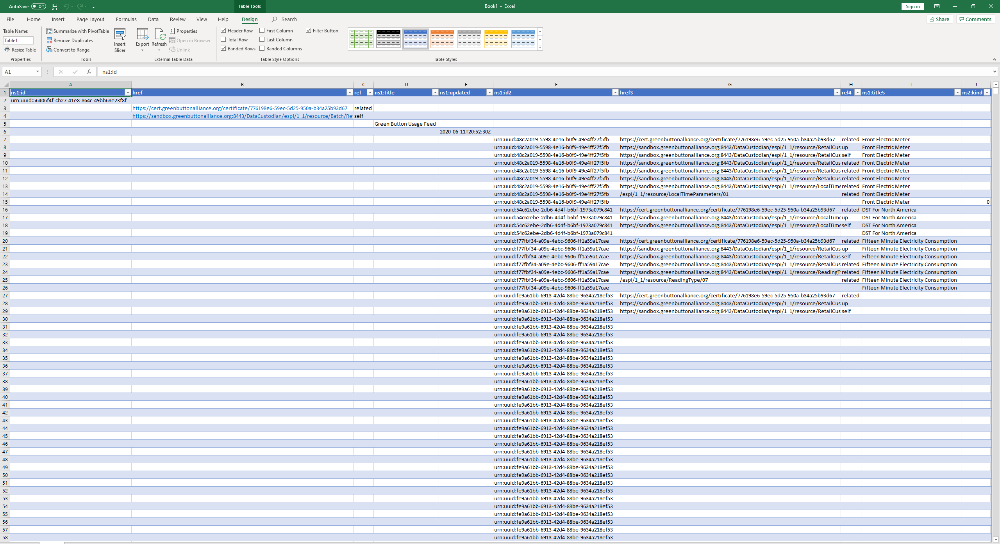 AutoSave Off Table Tools Book1 - Excel Sign in
File Home Insert Page Layout Formulas Data Review View Help Design Search Share Comments
Table Name:
Table1
Resize Table
Properties
Summarize with PivotTable
Remove Duplicates
Convert to Range
Tools
Insert Slicer
Export Refresh
Properties
Open in Browser
Unlink
External Table Data
Header Row First Column Filter Button
Total Row Last Column
Banded Rows Banded Columns
Table Style Options
Table Styles
A1 fx ns1:id
A B C D E F G H I J
1 ns1:id href rel ns1:title ns1:updated ns1:id2 href3 rel4 ns1:title5 ns2:kind
2 urn:uuid:56406f4f-cb27-41e8-864c-49bb68e23f8f
3 https://cert.greenbuttonalliance.org/certificate/776198e6-59ec-5d25-950a-b34a25b93d67 related
4 https://sandbox.greenbuttonalliance.org:8443/DataCustodian/espi/1_1/resource/Batch/Ret self
5 Green Button Usage Feed
6 2020-06-11T20:52:30Z
7 urn:uuid:48c2a019-5598-4e16-b0f9-49e4ff27f5fb https://cert.greenbuttonalliance.org/certificate/776198e6-59ec-5d25-950a-b34a25b93d67 related Front Electric Meter
8 urn:uuid:48c2a019-5598-4e16-b0f9-49e4ff27f5fb https://sandbox.greenbuttonalliance.org:8443/DataCustodian/espi/1_1/resource/RetailCus up Front Electric Meter
9 urn:uuid:48c2a019-5598-4e16-b0f9-49e4ff27f5fb https://sandbox.greenbuttonalliance.org:8443/DataCustodian/espi/1_1/resource/RetailCus self Front Electric Meter
10 urn:uuid:48c2a019-5598-4e16-b0f9-49e4ff27f5fb https://sandbox.greenbuttonalliance.org:8443/DataCustodian/espi/1_1/resource/RetailCus related Front Electric Meter
11 urn:uuid:48c2a019-5598-4e16-b0f9-49e4ff27f5fb https://sandbox.greenbuttonalliance.org:8443/DataCustodian/espi/1_1/resource/RetailCus related Front Electric Meter
12 urn:uuid:48c2a019-5598-4e16-b0f9-49e4ff27f5fb https://sandbox.greenbuttonalliance.org:8443/DataCustodian/espi/1_1/resource/RetailCus related Front Electric Meter
13 urn:uuid:48c2a019-5598-4e16-b0f9-49e4ff27f5fb https://sandbox.greenbuttonalliance.org:8443/DataCustodian/espi/1_1/resource/LocalTime related Front Electric Meter
14 urn:uuid:48c2a019-5598-4e16-b0f9-49e4ff27f5fb /espi/1_1/resource/LocalTimeParameters/01 related Front Electric Meter
15 urn:uuid:48c2a019-5598-4e16-b0f9-49e4ff27f5fb Front Electric Meter 0
16 urn:uuid:54c62ebe-2db6-4d4f-b6bf-1973a079c841 https://cert.greenbuttonalliance.org/certificate/776198e6-59ec-5d25-950a-b34a25b93d67 related DST For North America
17 urn:uuid:54c62ebe-2db6-4d4f-b6bf-1973a079c841 https://sandbox.greenbuttonalliance.org:8443/DataCustodian/espi/1_1/resource/LocalTime up DST For North America
18 urn:uuid:54c62ebe-2db6-4d4f-b6bf-1973a079c841 https://sandbox.greenbuttonalliance.org:8443/DataCustodian/espi/1_1/resource/LocalTime self DST For North America
19 urn:uuid:54c62ebe-2db6-4d4f-b6bf-1973a079c841 DST For North America
20 urn:uuid:f77fbf34-a09e-4ebc-9606-ff1a59a17cae https://cert.greenbuttonalliance.org/certificate/776198e6-59ec-5d25-950a-b34a25b93d67 related Fifteen Minute Electricity Consumption
21 urn:uuid:f77fbf34-a09e-4ebc-9606-ff1a59a17cae https://sandbox.greenbuttonalliance.org:8443/DataCustodian/espi/1_1/resource/RetailCus up Fifteen Minute Electricity Consumption
22 urn:uuid:f77fbf34-a09e-4ebc-9606-ff1a59a17cae https://sandbox.greenbuttonalliance.org:8443/DataCustodian/espi/1_1/resource/RetailCus self Fifteen Minute Electricity Consumption
23 urn:uuid:f77fbf34-a09e-4ebc-9606-ff1a59a17cae https://sandbox.greenbuttonalliance.org:8443/DataCustodian/espi/1_1/resource/RetailCus related Fifteen Minute Electricity Consumption
24 urn:uuid:f77fbf34-a09e-4ebc-9606-ff1a59a17cae https://sandbox.greenbuttonalliance.org:8443/DataCustodian/espi/1_1/resource/ReadingT related Fifteen Minute Electricity Consumption
25 urn:uuid:f77fbf34-a09e-4ebc-9606-ff1a59a17cae /espi/1_1/resource/ReadingType/07 related Fifteen Minute Electricity Consumption
26 urn:uuid:f77fbf34-a09e-4ebc-9606-ff1a59a17cae Fifteen Minute Electricity Consumption
27 urn:uuid:fe9a61bb-6913-42d4-88be-9634a218ef53 https://cert.greenbuttonalliance.org/certificate/776198e6-59ec-5d25-950a-b34a25b93d67 related
28 urn:uuid:fe9a61bb-6913-42d4-88be-9634a218ef53 https://sandbox.greenbuttonalliance.org:8443/DataCustodian/espi/1_1/resource/RetailCus up
29 urn:uuid:fe9a61bb-6913-42d4-88be-9634a218ef53 https://sandbox.greenbuttonalliance.org:8443/DataCustodian/espi/1_1/resource/RetailCus self
30 urn:uuid:fe9a61bb-6913-42d4-88be-9634a218ef53
31 urn:uuid:fe9a61bb-6913-42d4-88be-9634a218ef53
32 urn:uuid:fe9a61bb-6913-42d4-88be-9634a218ef53
33 urn:uuid:fe9a61bb-6913-42d4-88be-9634a218ef53
34 urn:uuid:fe9a61bb-6913-42d4-88be-9634a218ef53
35 urn:uuid:fe9a61bb-6913-42d4-88be-9634a218ef53
36 urn:uuid:fe9a61bb-6913-42d4-88be-9634a218ef53
37 urn:uuid:fe9a61bb-6913-42d4-88be-9634a218ef53
38 urn:uuid:fe9a61bb-6913-42d4-88be-9634a218ef53
39 urn:uuid:fe9a61bb-6913-42d4-88be-9634a218ef53
40 urn:uuid:fe9a61bb-6913-42d4-88be-9634a218ef53
41 urn:uuid:fe9a61bb-6913-42d4-88be-9634a218ef53
42 urn:uuid:fe9a61bb-6913-42d4-88be-9634a218ef53
43 urn:uuid:fe9a61bb-6913-42d4-88be-9634a218ef53
44 urn:uuid:fe9a61bb-6913-42d4-88be-9634a218ef53
45 urn:uuid:fe9a61bb-6913-42d4-88be-9634a218ef53
46 urn:uuid:fe9a61bb-6913-42d4-88be-9634a218ef53
47 urn:uuid:fe9a61bb-6913-42d4-88be-9634a218ef53
48 urn:uuid:fe9a61bb-6913-42d4-88be-9634a218ef53
49 urn:uuid:fe9a61bb-6913-42d4-88be-9634a218ef53
50 urn:uuid:fe9a61bb-6913-42d4-88be-9634a218ef53
51 urn:uuid:fe9a61bb-6913-42d4-88be-9634a218ef53
52 urn:uuid:fe9a61bb-6913-42d4-88be-9634a218ef53
53 urn:uuid:fe9a61bb-6913-42d4-88be-9634a218ef53
54 urn:uuid:fe9a61bb-6913-42d4-88be-9634a218ef53
55 urn:uuid:fe9a61bb-6913-42d4-88be-9634a218ef53
56 urn:uuid:fe9a61bb-6913-42d4-88be-9634a218ef53
57 urn:uuid:fe9a61bb-6913-42d4-88be-9634a218ef53
58 urn:uuid:fe9a61bb-6913-42d4-88be-9634a218ef53